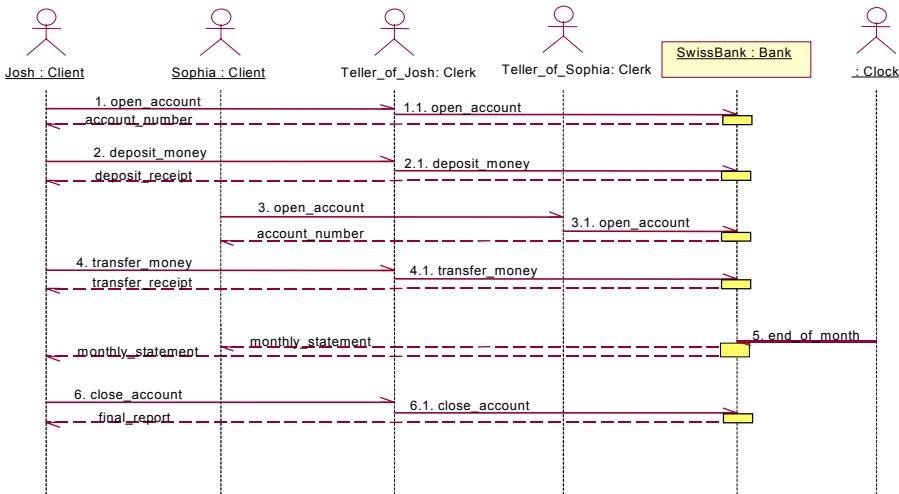 SwissBank : Bank
Josh : Client
Sophia : Client
Teller_of_Josh: Clerk
Teller_of_Sophia: Clerk
: Clock
1. open_account
1.1. open_account
account_number
2. deposit_money
2.1. deposit_money
deposit_receipt
3. open_account
3.1. open_account
account_number
4. transfer_money
4.1. transfer_money
transfer_receipt
5. end_of_month
monthly_statement
monthly_statement
6. close_account
6.1. close_account
final_report